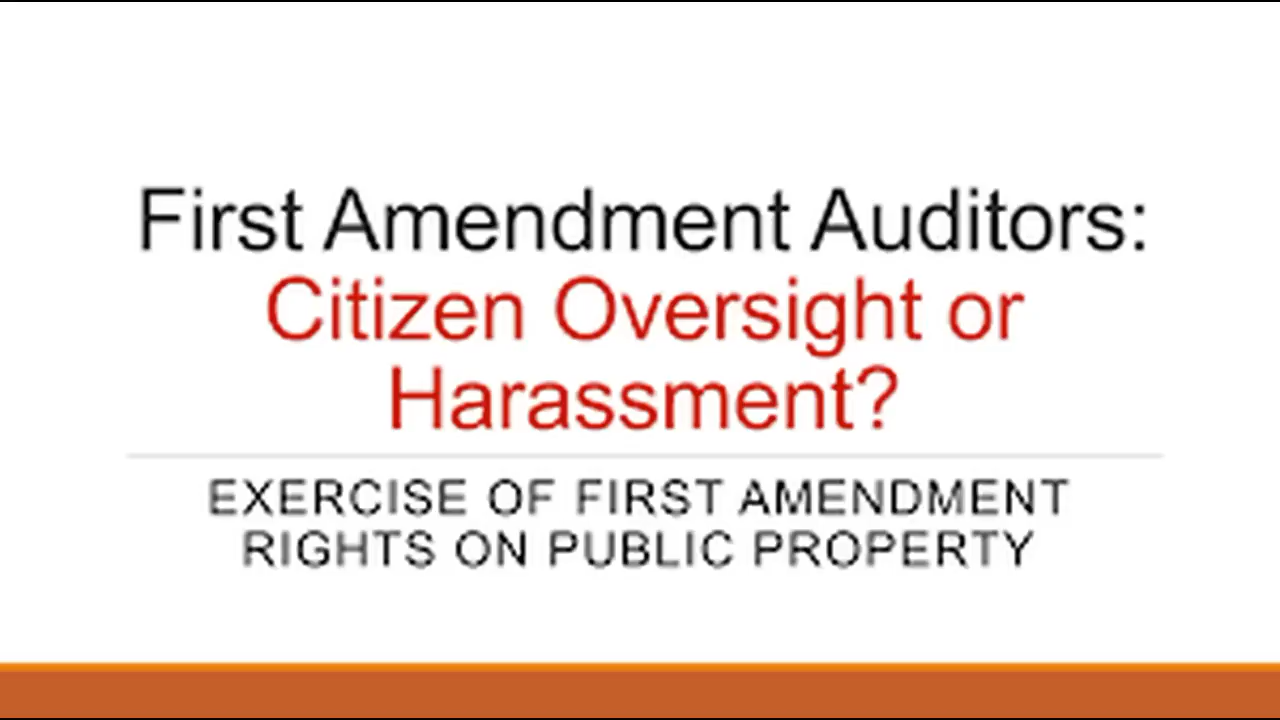 First Amendment Auditors:
Citizen Oversight or
Harassment?
EXERCISE OF FIRST AMENDMENT
RIGHTS ON PUBLIC PROPERTY